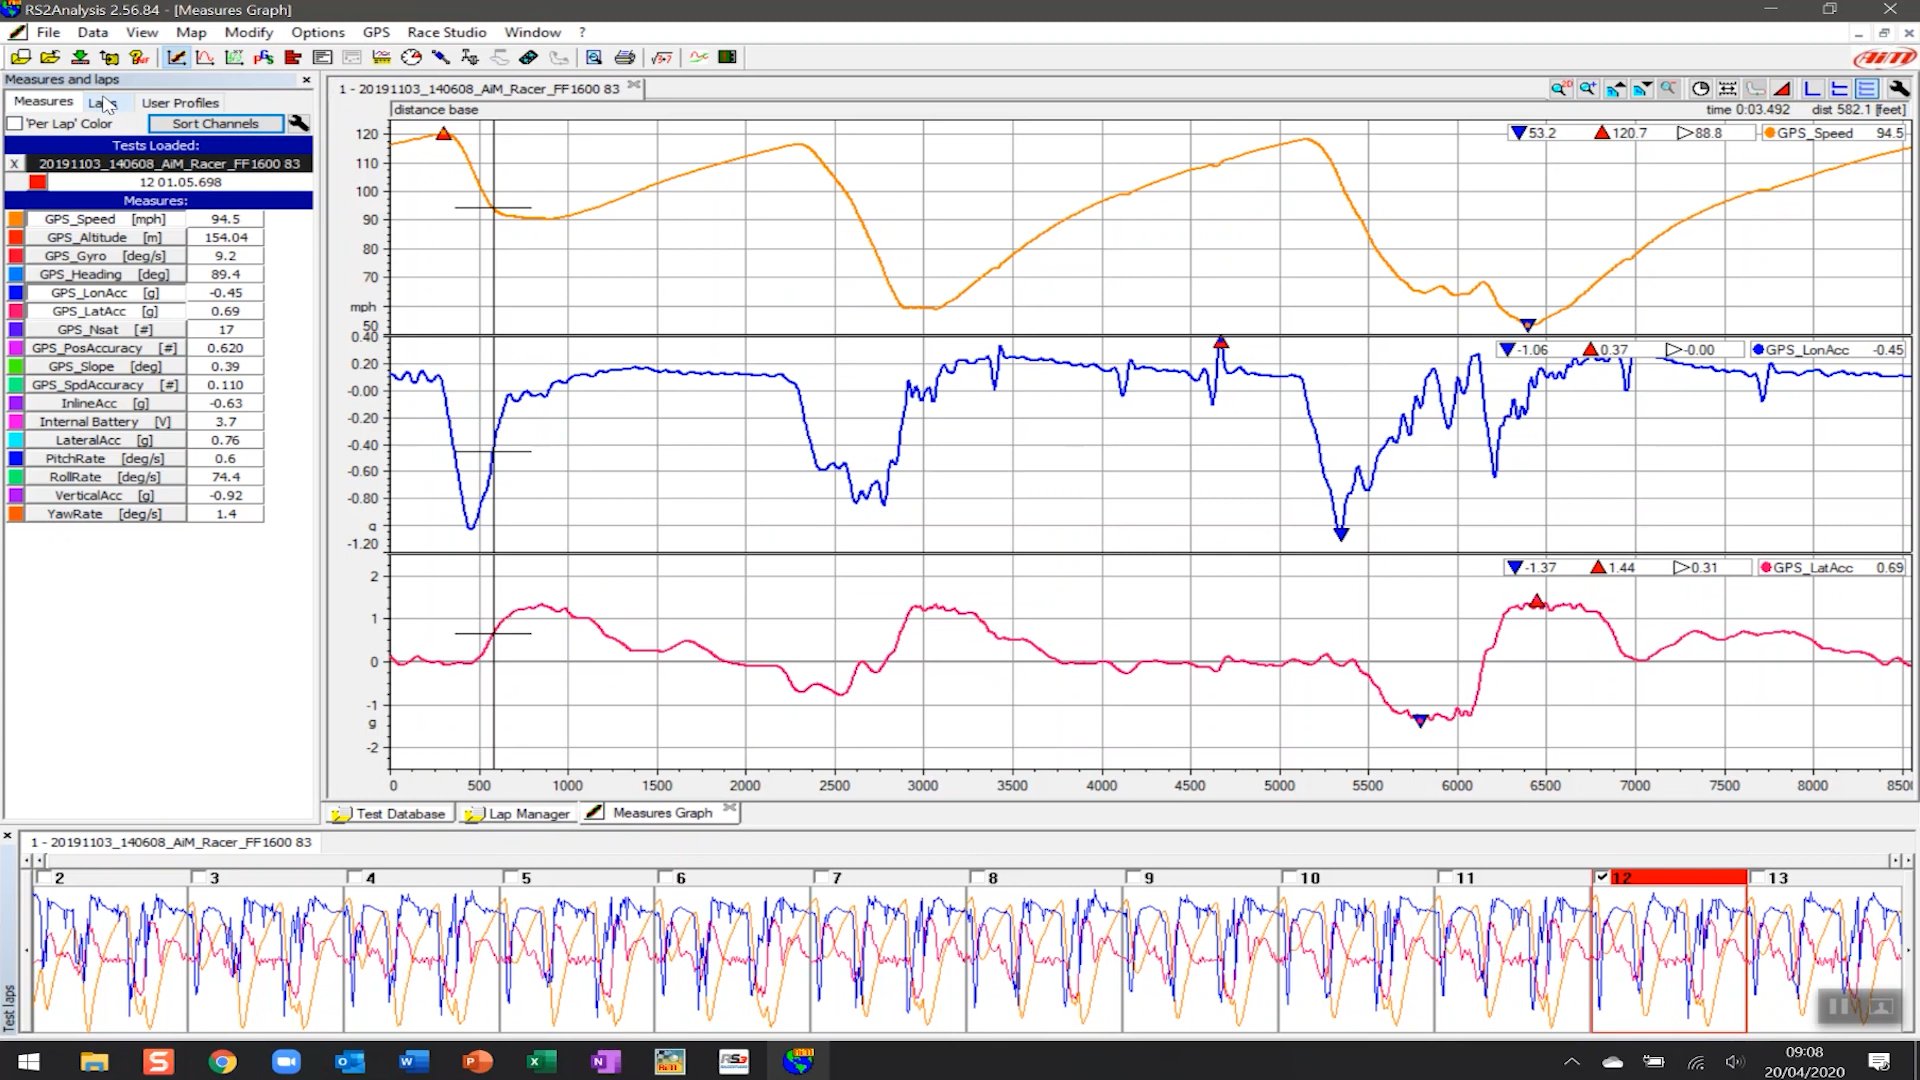 RS2Analysis 2.56.84 - [Measures Graph]
File Data View Map Modify Options GPS Race Studio Window ?
AiM
Measures and laps
Measures Laps User Profiles
'Per Lap' Color Sort Channels
Tests Loaded:
X 20191103_140608_AiM_Racer_FF1600 83
12 01.05.698
Measures:
GPS_Speed [mph] 94.5
GPS_Altitude [m] 154.04
GPS_Gyro [deg/s] 9.2
GPS_Heading [deg] 89.4
GPS_LonAcc [g] -0.45
GPS_LatAcc [g] 0.69
GPS_Nsat [#] 17
GPS_PosAccuracy [#] 0.620
GPS_Slope [deg] 0.39
GPS_SpdAccuracy [#] 0.110
InlineAcc [g] -0.63
Internal Battery [V] 3.7
LateralAcc [g] 0.76
PitchRate [deg/s] 0.6
RollRate [deg/s] 74.4
VerticalAcc [g] -0.92
YawRate [deg/s] 1.4
1 - 20191103_140608_AiM_Racer_FF1600 83
distance base time 0:03.492 dist 582.1 [feet]
53.2 120.7 88.8 GPS_Speed 94.5
120
110
100
90
80
70
mph
50
-1.06 0.37 -0.00 GPS_LonAcc -0.45
0.40
0.20
-0.00
-0.20
-0.40
-0.60
-0.80
g
-1.20
-1.37 1.44 0.31 GPS_LatAcc 0.69
2
1
0
-1
g
-2
0 500 1000 1500 2000 2500 3000 3500 4000 4500 5000 5500 6000 6500 7000 7500 8000 850
Test Database Lap Manager Measures Graph
1 - 20191103_140608_AiM_Racer_FF1600 83
2 3 4 5 6 7 8 9 10 11 12 13
Test laps
09:08
20/04/2020